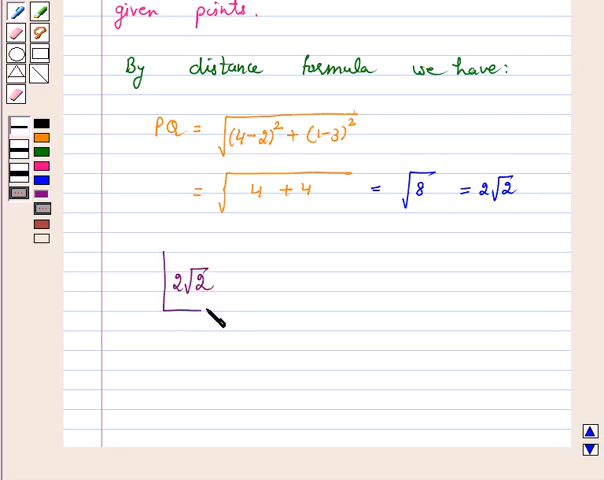 given points.
By distance formula we have:
PQ = √(4-2)² + (1-3)²
= √4 + 4 = √8 = 2√2
2√2